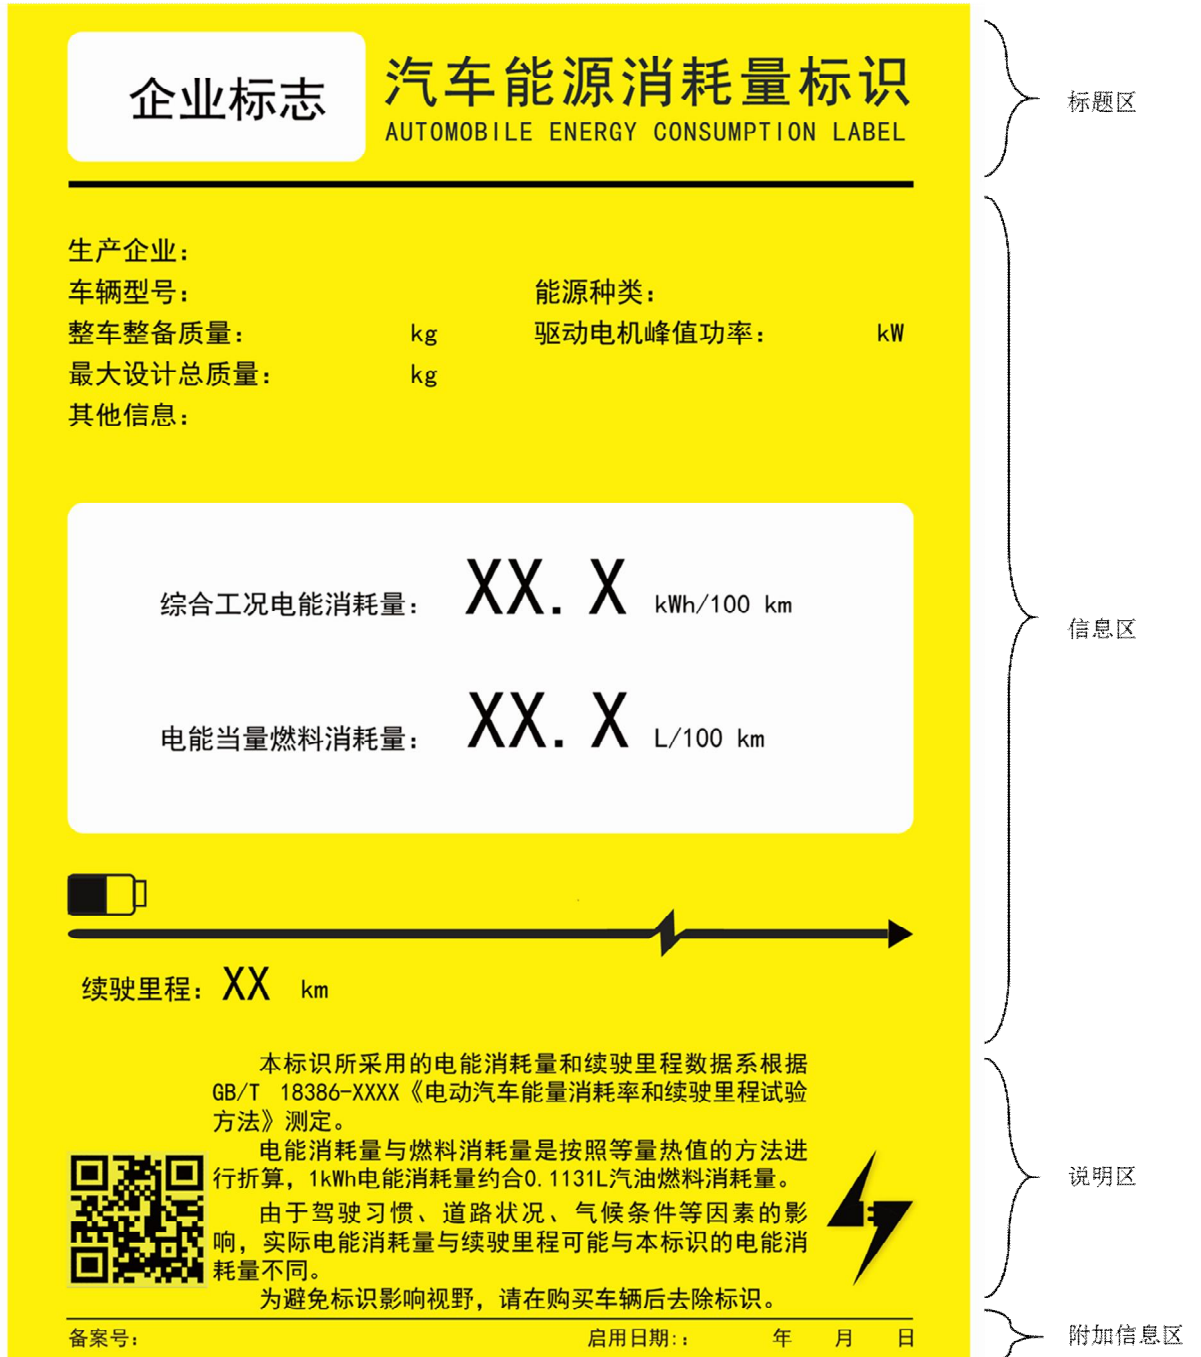 企业标志
汽车能源消耗量标识
AUTOMOBILE ENERGY CONSUMPTION LABEL
标题区
生产企业：
车辆型号： 能源种类：
整车整备质量： kg 驱动电机峰值功率： kW
最大设计总质量： kg
其他信息：
综合工况电能消耗量： XX. X kWh/100 km
信息区
电能当量燃料消耗量： XX. X L/100 km
续驶里程：XX km
本标识所采用的电能消耗量和续驶里程数据系根据
GB/T 18386-XXXX《电动汽车能量消耗率和续驶里程试验
方法》测定。
电能消耗量与燃料消耗量是按照等量热值的方法进
行折算，1kWh电能消耗量约合0.1131L汽油燃料消耗量。
由于驾驶习惯、道路状况、气候条件等因素的影
响，实际电能消耗量与续驶里程可能与本标识的电能消
耗量不同。
为避免标识影响视野，请在购买车辆后去除标识。
说明区
备案号： 启用日期:： 年 月 日
附加信息区